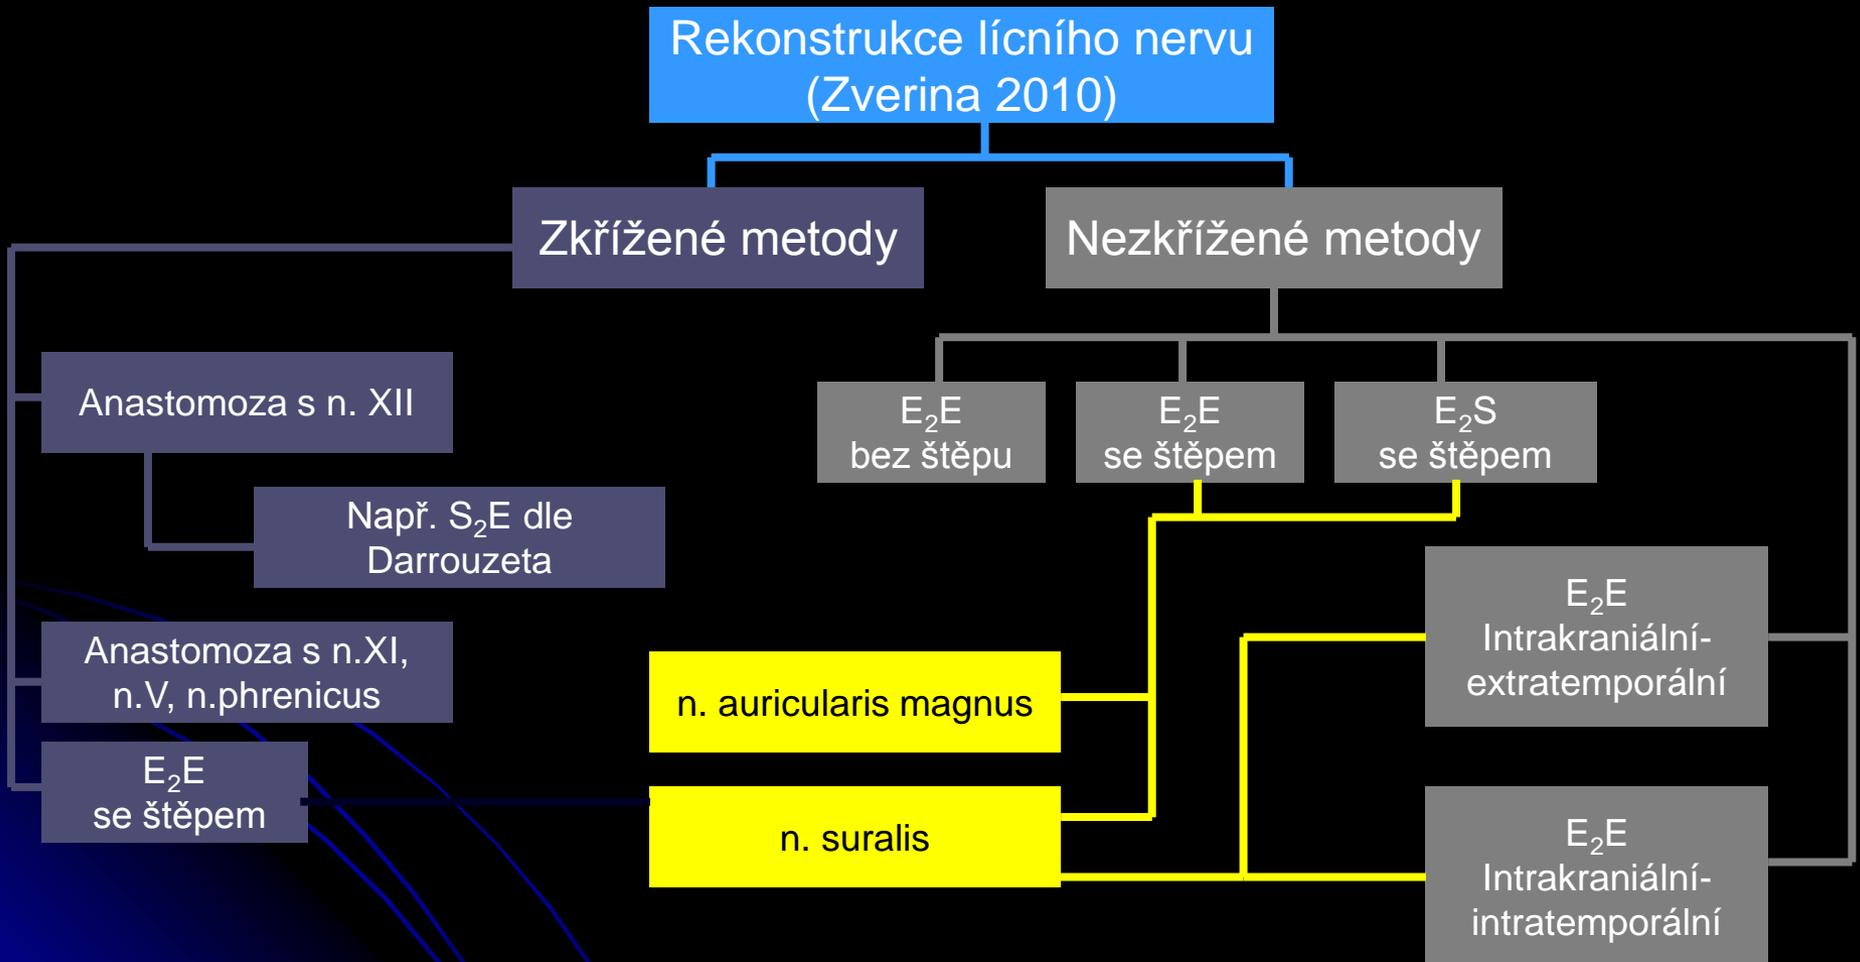 Rekonstrukce lícního nervu
(Zverina 2010)
Zkřížené metody
Nezkřížené metody
Anastomoza s n. XII
Např. S₂E dle
Darrouzeta
Anastomoza s n.XI,
n.V, n.phrenicus
E₂E
se štěpem
E₂E
bez štěpu
E₂E
se štěpem
E₂S
se štěpem
n. auricularis magnus
n. suralis
E₂E
Intrakraniální-
extratemporální
E₂E
Intrakraniální-
intratemporální